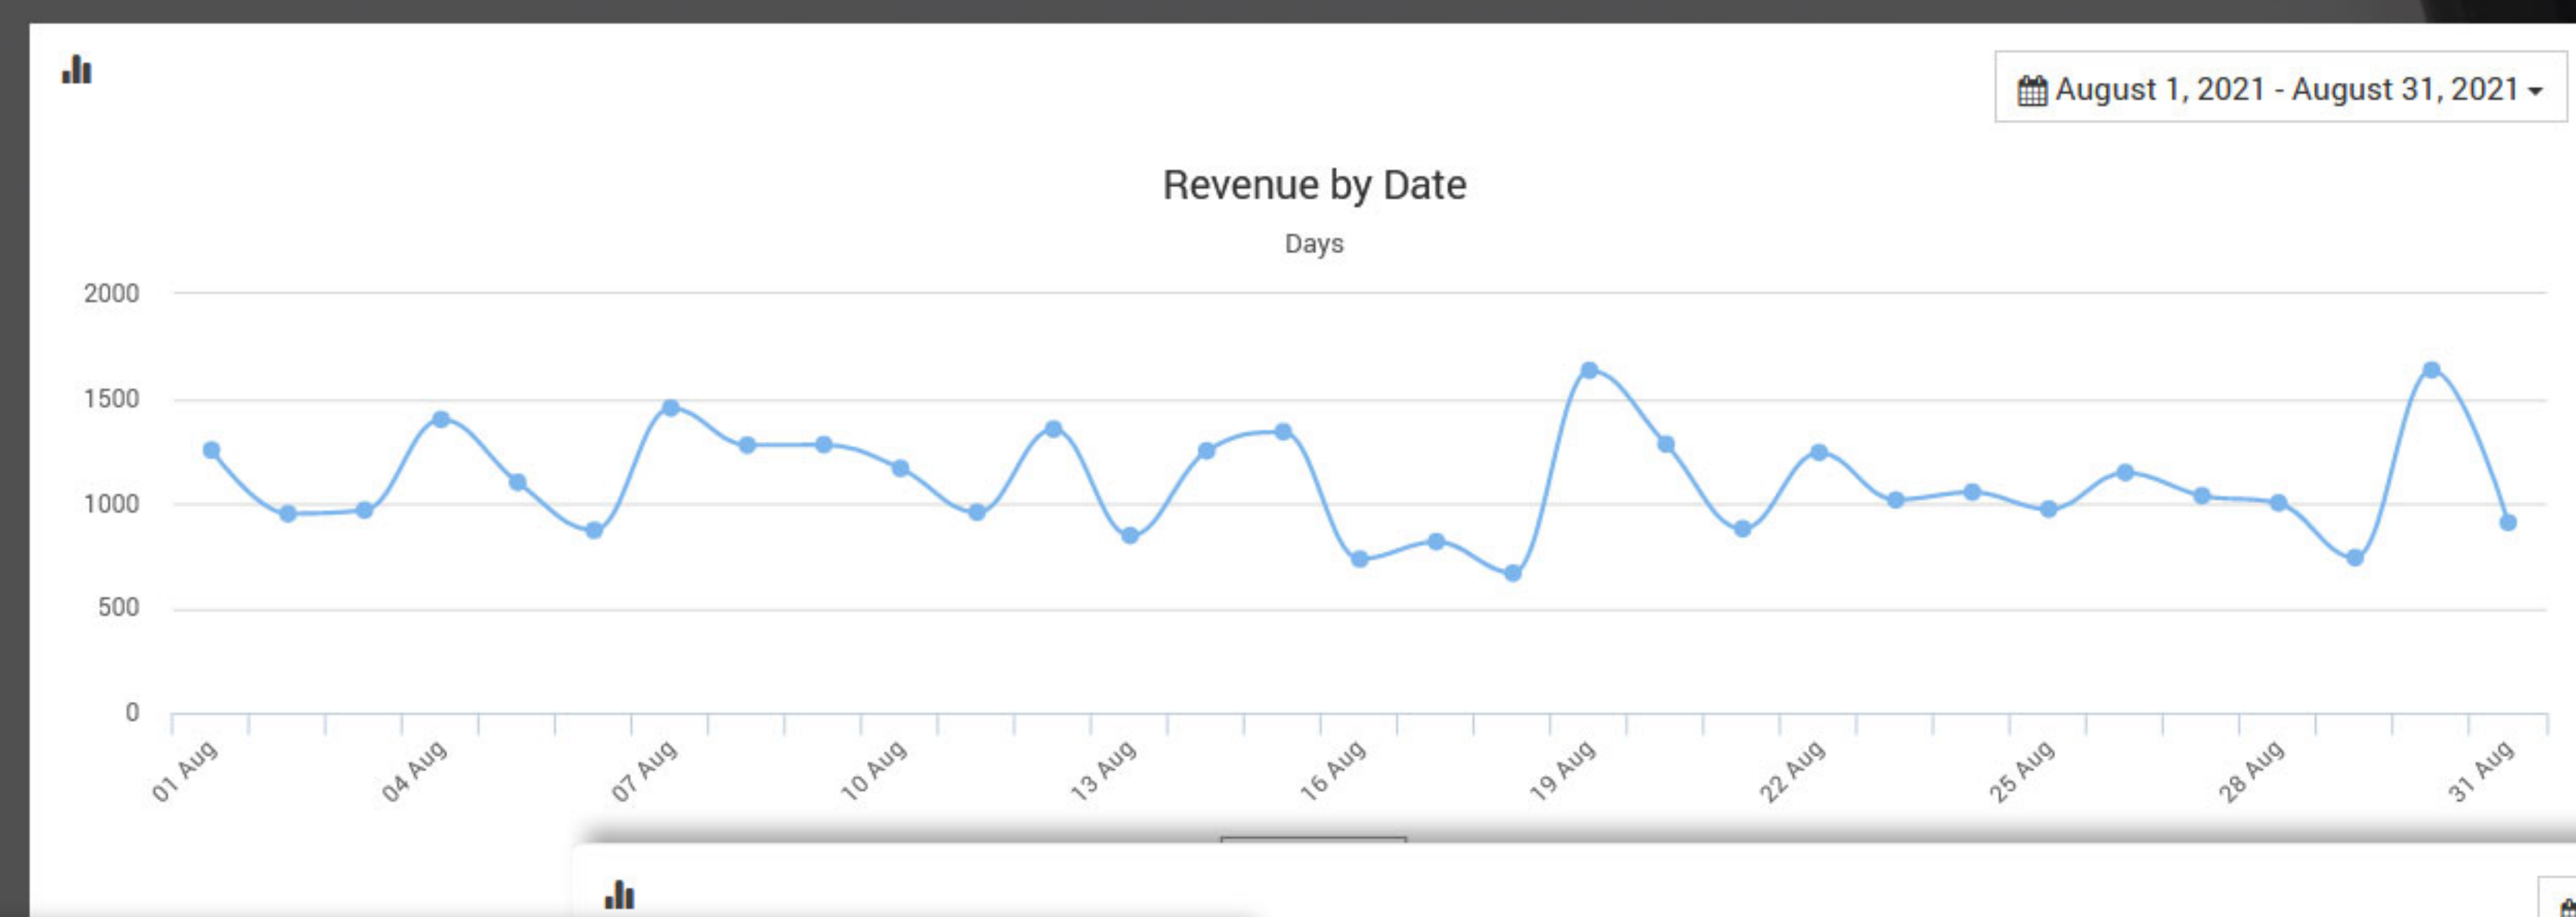 August 1, 2021 - August 31, 2021
Revenue by Date
Days
2000
1500
1000
500
0
01 Aug
04 Aug
07 Aug
10 Aug
13 Aug
16 Aug
19 Aug
22 Aug
25 Aug
28 Aug
31 Aug